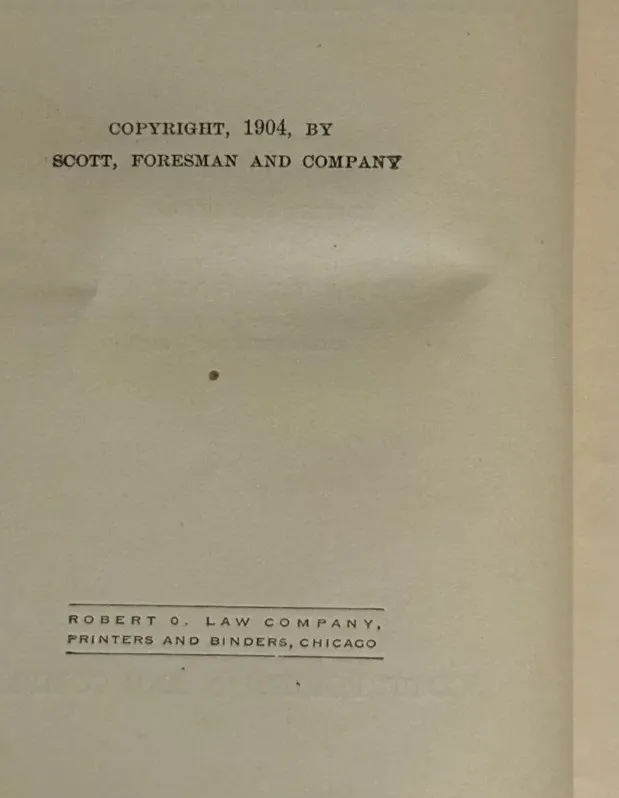 COPYRIGHT, 1904, BY
SCOTT, FORESMAN AND COMPANY
ROBERT O. LAW COMPANY,
PRINTERS AND BINDERS, CHICAGO